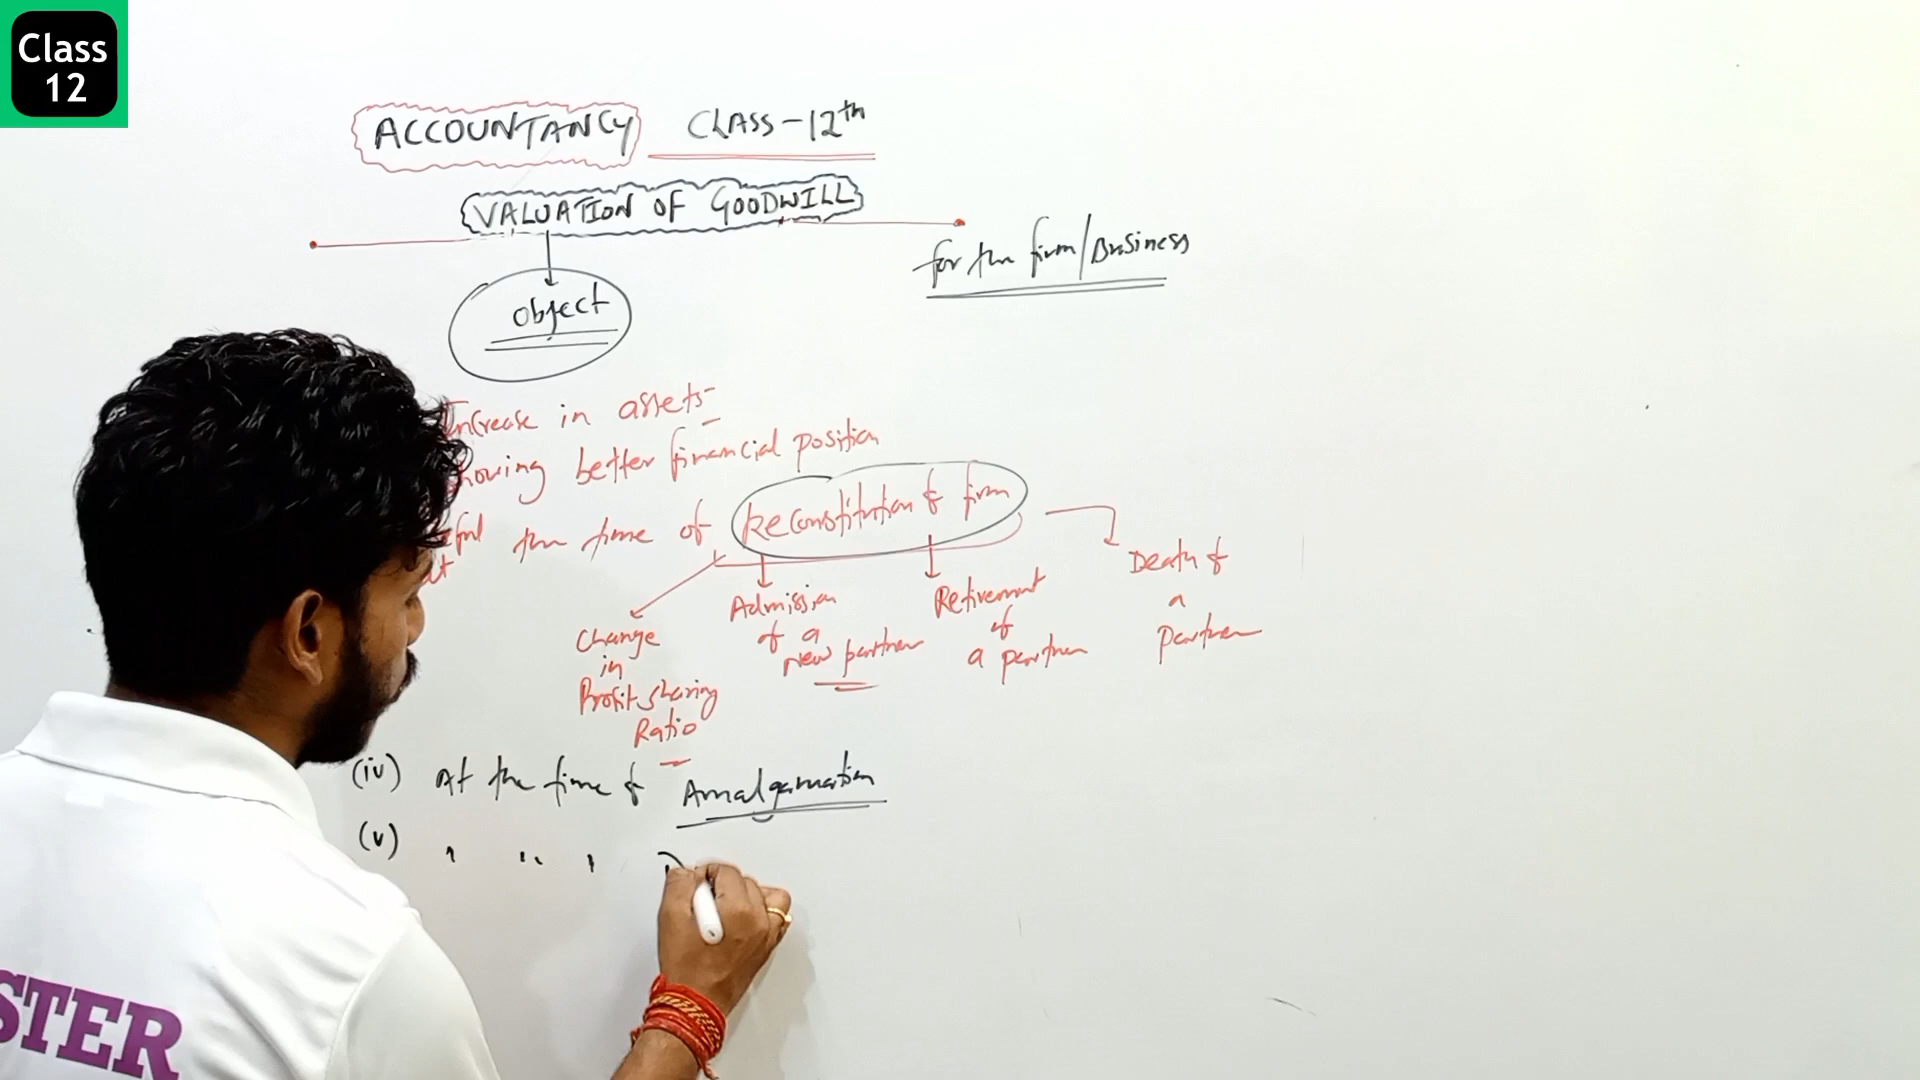 Class
12
ACCOUNTANCY CLASS-12th
VALUATION OF GOODWILL
for the firm/Business
object
Increase in assets
howing better financial position
the time of Reconstitution of firm
Change
in
Profit sharing
Ratio
Admission
of a
new partner
Retirement
of
a partner
Death of
a
Partner
(iv) At the time of Amalgamation
(v) " " "
STER